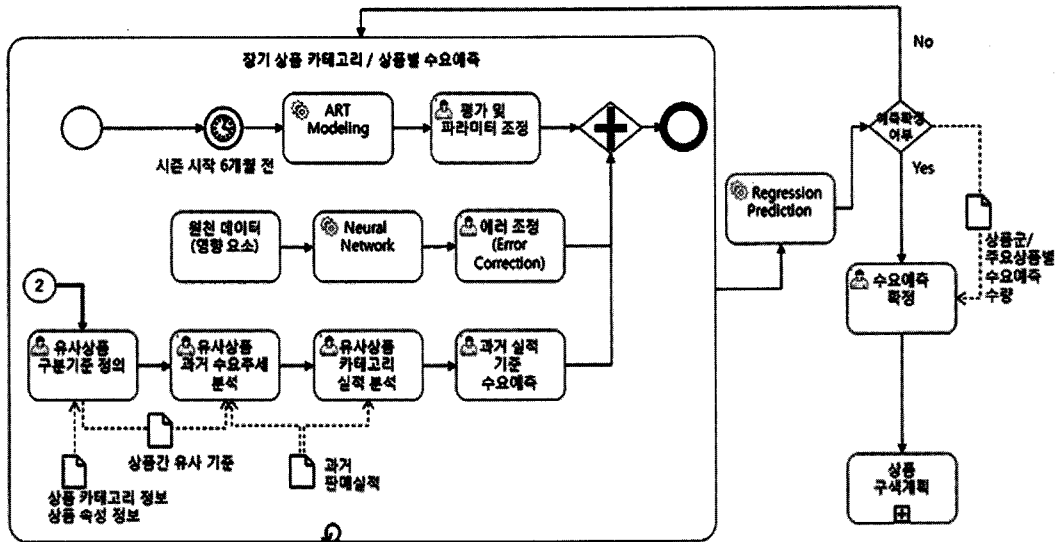 장기 상품 카테고리 / 상품별 수요예측
No
ART
Modeling
평가 및
파라미터 조정
시즌 시작 6개월 전
예측확정
여부
Yes
원천 데이터
(영향 요소)
Neural
Network
에러 조정
(Error
Correction)
Regression
Prediction
상품군/
주요상품별
수요예측
수량
수요예측
확정
2
유사상품
구분기준 정의
유사상품
과거 수요추세
분석
유사상품
카테고리
실적 분석
과거 실적
기준
수요예측
상품간 유사 기준
과거
판매실적
상품 카테고리 정보
상품 속성 정보
상품
구색계획